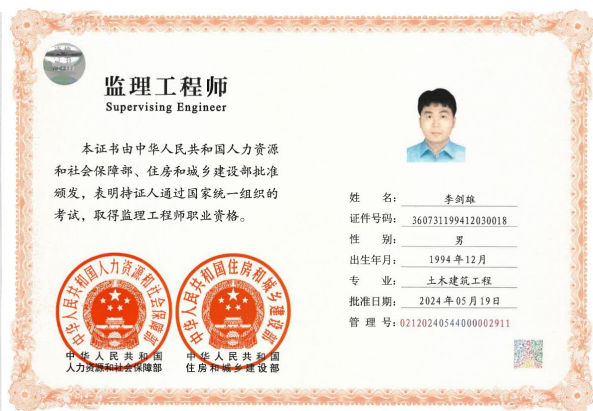 监理工程师
Supervising Engineer
本证书由中华人民共和国人力资源
和社会保障部、住房和城乡建设部批准
颁发，表明持证人通过国家统一组织的
考试，取得监理工程师职业资格。
中华人民共和国人力资源和社会保障部
中华人民共和国住房和城乡建设部
中华人民共和国
人力资源和社会保障部
中华人民共和国
住房和城乡建设部
姓 名： 李剑雄
证件号码： 360731199412030018
性 别： 男
出生年月： 1994年12月
专 业： 土木建筑工程
批准日期： 2024年05月19日
管 理 号： 02120240544000002911